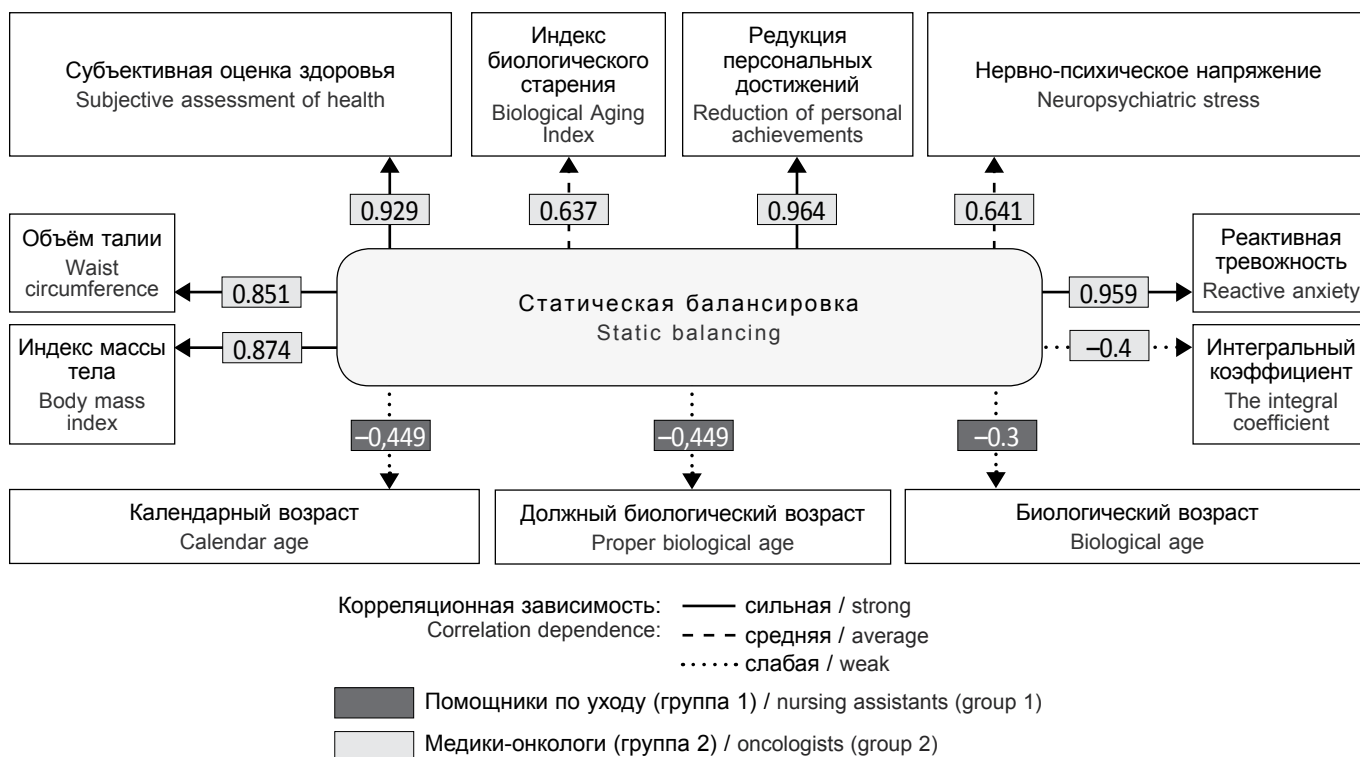 Субъективная оценка здоровья
Subjective assessment of health
Индекс
биологического
старения
Biological Aging
Index
Редукция
персональных
достижений
Reduction of personal
achievements
Нервно-психическое напряжение
Neuropsychiatric stress
0.929
0.637
0.964
0.641
Объём талии
Waist
circumference
0.851
Индекс массы
тела
Body mass
index
0.874
Статическая балансировка
Static balancing
0.959
Реактивная
тревожность
Reactive anxiety
–0.4
Интегральный
коэффициент
The integral
coefficient
–0,449
–0,449
–0.3
Календарный возраст
Calendar age
Должный биологический возраст
Proper biological age
Биологический возраст
Biological age
Корреляционная зависимость:
Correlation dependence:
сильная / strong
средняя / average
слабая / weak
Помощники по уходу (группа 1) / nursing assistants (group 1)
Медики-онкологи (группа 2) / oncologists (group 2)